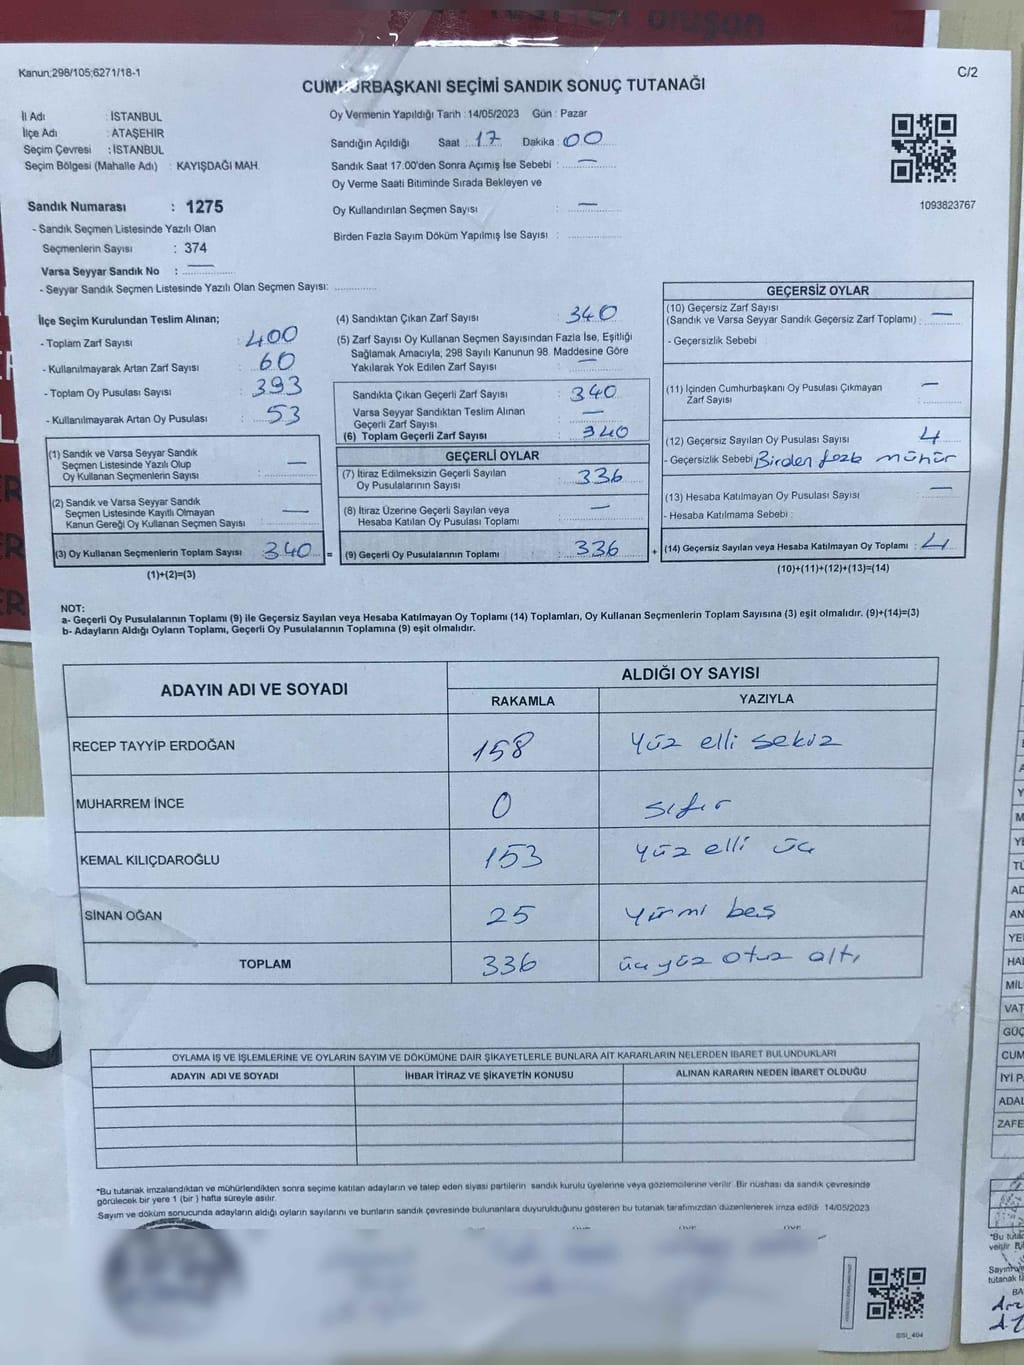 oluşan
Kanun;298/105;6271/18-1
C/2
CUMHURBAŞKANI SEÇİMİ SANDIK SONUÇ TUTANAĞI
İl Adı : İSTANBUL
İlçe Adı : ATAŞEHİR
Seçim Çevresi : İSTANBUL
Seçim Bölgesi (Mahalle Adı) : KAYIŞDAĞI MAH.
Oy Vermenin Yapıldığı Tarih : 14/05/2023 Gün : Pazar
Sandığın Açıldığı Saat : 17 Dakika : 00
Sandık Saat 17.00'den Sonra Açımış İse Sebebi : —
Oy Verme Saati Bitiminde Sırada Bekleyen ve
Oy Kullandırılan Seçmen Sayısı : —
Birden Fazla Sayım Döküm Yapılmış İse Sayısı :
1093823767
Sandık Numarası : 1275
- Sandık Seçmen Listesinde Yazılı Olan
Seçmenlerin Sayısı : 374
Varsa Seyyar Sandık No : —
- Seyyar Sandık Seçmen Listesinde Yazılı Olan Seçmen Sayısı:
İlçe Seçim Kurulundan Teslim Alınan;
- Toplam Zarf Sayısı : 400
- Kullanılmayarak Artan Zarf Sayısı : 60
- Toplam Oy Pusulası Sayısı : 393
- Kullanılmayarak Artan Oy Pusulası : 53
(1) Sandık ve Varsa Seyyar Sandık
Seçmen Listesinde Yazılı Olup
Oy Kullanan Seçmenlerin Sayısı : —
(2) Sandık ve Varsa Seyyar Sandık
Seçmen Listesinde Kayıtlı Olmayan
Kanun Gereği Oy Kullanan Seçmen Sayısı : —
(3) Oy Kullanan Seçmenlerin Toplam Sayısı : 340 =
(1)+(2)=(3)
(4) Sandıktan Çıkan Zarf Sayısı : 340
(5) Zarf Sayısı Oy Kullanan Seçmen Sayısından Fazla İse, Eşitliği
Sağlamak Amacıyla; 298 Sayılı Kanunun 98. Maddesine Göre
Yakılarak Yok Edilen Zarf Sayısı : —
Sandıkta Çıkan Geçerli Zarf Sayısı : 340
Varsa Seyyar Sandıktan Teslim Alınan
Geçerli Zarf Sayısı : —
(6) Toplam Geçerli Zarf Sayısı : 340
GEÇERLİ OYLAR
(7) İtiraz Edilmeksizin Geçerli Sayılan
Oy Pusulalarının Sayısı : 336
(8) İtiraz Üzerine Geçerli Sayılan veya
Hesaba Katılan Oy Pusulası Toplamı : —
(9) Geçerli Oy Pusulalarının Toplamı : 336 +
GEÇERSİZ OYLAR
(10) Geçersiz Zarf Sayısı
(Sandık ve Varsa Seyyar Sandık Geçersiz Zarf Toplamı) : —
- Geçersizlik Sebebi :
(11) İçinden Cumhurbaşkanı Oy Pusulası Çıkmayan
Zarf Sayısı : —
(12) Geçersiz Sayılan Oy Pusulası Sayısı : 4
- Geçersizlik Sebebi : Birden fazla mühür
(13) Hesaba Katılmayan Oy Pusulası Sayısı : —
- Hesaba Katılmama Sebebi :
(14) Geçersiz Sayılan veya Hesaba Katılmayan Oy Toplamı : 4
(10)+(11)+(12)+(13)=(14)
NOT:
a- Geçerli Oy Pusulalarının Toplamı (9) ile Geçersiz Sayılan veya Hesaba Katılmayan Oy Toplamı (14) Toplamları, Oy Kullanan Seçmenlerin Toplam Sayısına (3) eşit olmalıdır. (9)+(14)=(3)
b- Adayların Aldığı Oyların Toplamı, Geçerli Oy Pusulalarının Toplamına (9) eşit olmalıdır.
ADAYIN ADI VE SOYADI
ALDIĞI OY SAYISI
RAKAMLA YAZIYLA
RECEP TAYYİP ERDOĞAN 158 Yüz elli sekiz
MUHARREM İNCE 0 sıfır
KEMAL KILIÇDAROĞLU 153 Yüz elli üç
SİNAN OĞAN 25 Yirmi beş
TOPLAM 336 üç yüz otuz altı
OYLAMA İŞ VE İŞLEMLERİNE VE OYLARIN SAYIM VE DÖKÜMÜNE DAİR ŞİKAYETLERLE BUNLARA AİT KARARLARIN NELERDEN İBARET BULUNDUKLARI
ADAYIN ADI VE SOYADI İHBAR İTİRAZ VE ŞİKAYETİN KONUSU ALINAN KARARIN NEDEN İBARET OLDUĞU
*Bu tutanak imzalandıktan ve mühürlendikten sonra seçime katılan adayların ve talep eden siyasi partilerin sandık kurulu üyelerine veya gözlemcilerine verilir. Bir nüshası da sandık çevresinde
görülecek bir yere 1 (bir ) hafta süreyle asılır.
Sayım ve döküm sonucunda adayların aldığı oyların sayılarını ve bunların sandık çevresinde bulunanlara duyurulduğunu gösteren bu tutanak tarafımızdan düzenlenerek imza edildi. 14/05/2023